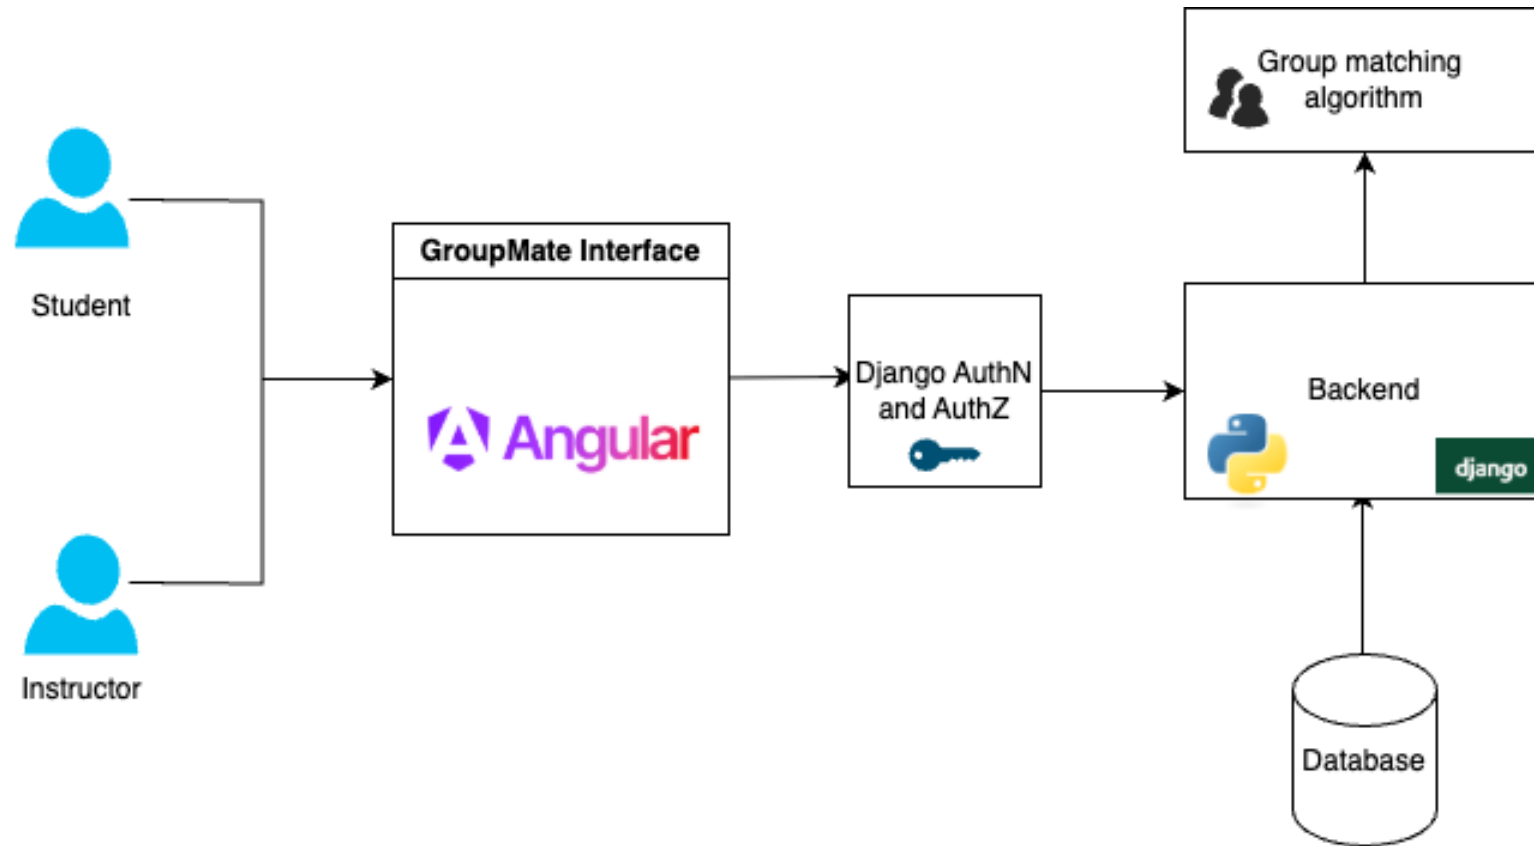 Group matching
algorithm
Student
GroupMate Interface
Angular
Django AuthN
and AuthZ
Backend
django
Instructor
Database